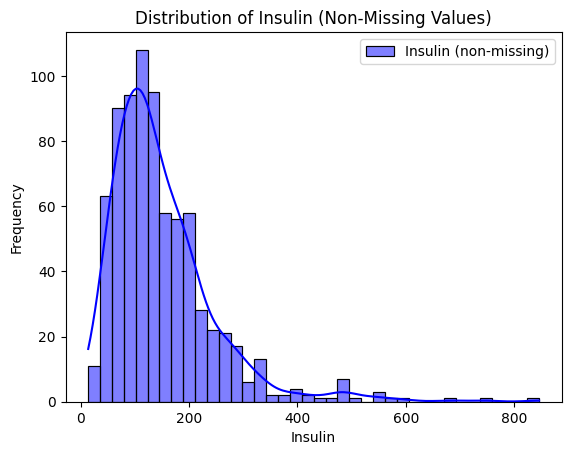 Distribution of Insulin (Non-Missing Values)
Insulin (non-missing)
Frequency
100
80
60
40
20
0
0 200 400 600 800
Insulin